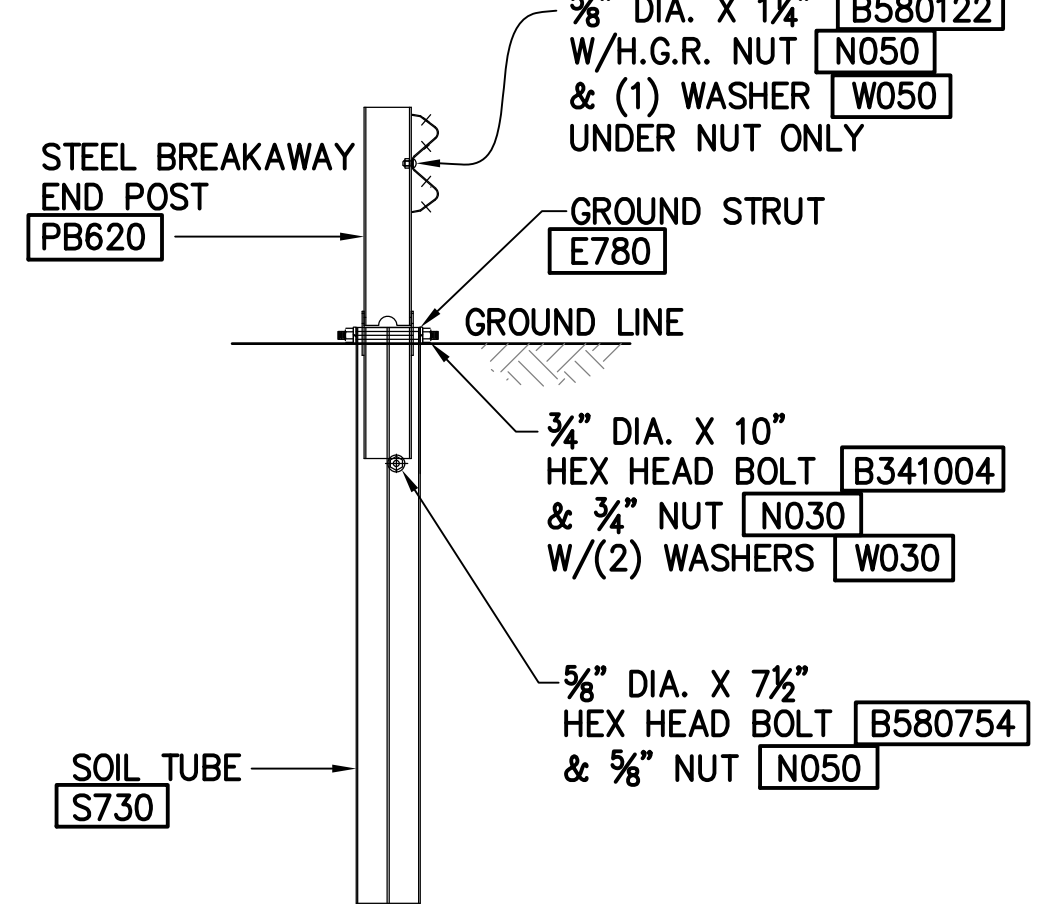 ⅝” DIA. X 1¼” B580122
W/H.G.R. NUT N050
& (1) WASHER W050
UNDER NUT ONLY
STEEL BREAKAWAY
END POST
PB620
GROUND STRUT
E780
GROUND LINE
¾” DIA. X 10”
HEX HEAD BOLT B341004
& ¾” NUT N030
W/(2) WASHERS W030
⅝” DIA. X 7½”
HEX HEAD BOLT B580754
& ⅝” NUT N050
SOIL TUBE
S730